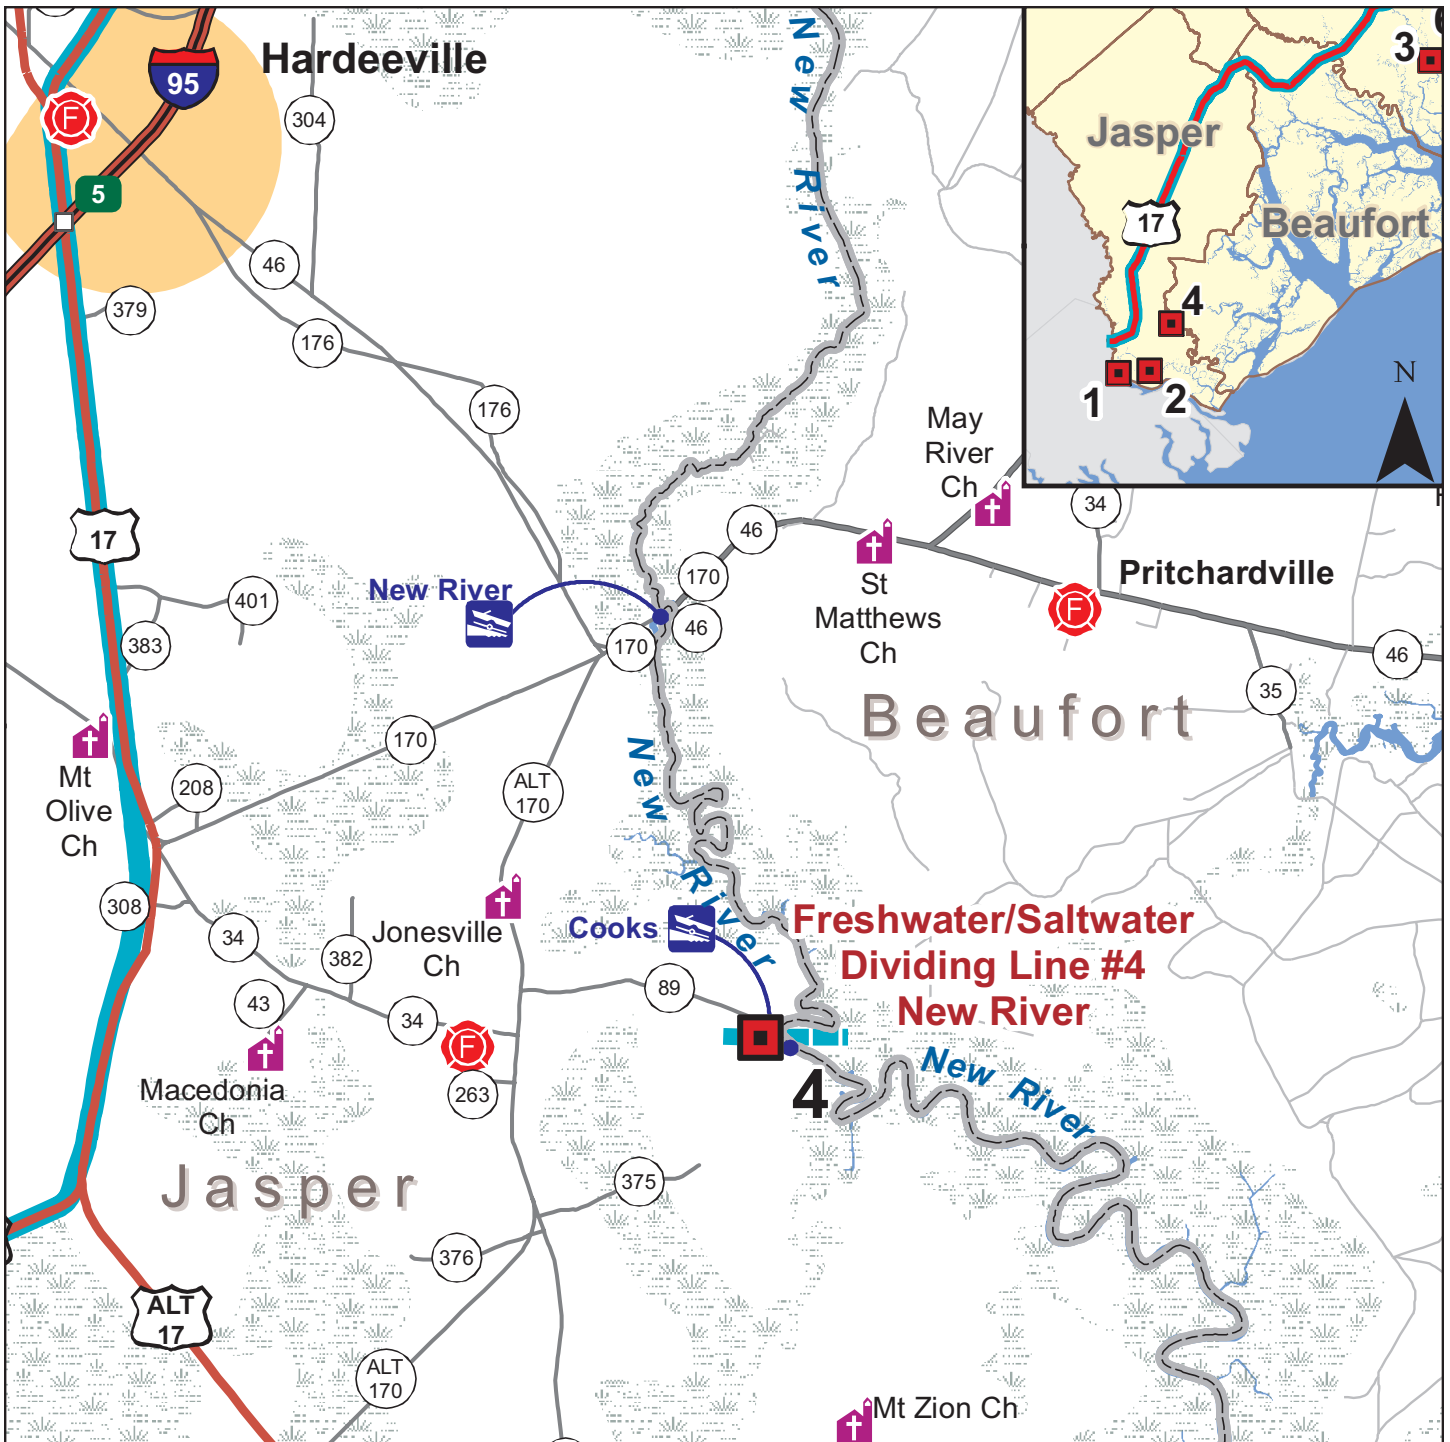 Hardeeville
95
F
5
304
46
379
176
176
New River
Jasper
Beaufort
17
3
4
1
2
N
May
River
Ch
34
46
170
46
170
St
Matthews
Ch
Pritchardville
F
46
35
17
New River
401
383
Beaufort
Mt
Olive
Ch
170
208
ALT
170
New River
308
34
382
Jonesville
Ch
Cooks
Freshwater/Saltwater
Dividing Line #4
New River
89
43
34
F
263
Macedonia
Ch
4
New River
Jasper
375
376
ALT
17
ALT
170
Mt Zion Ch